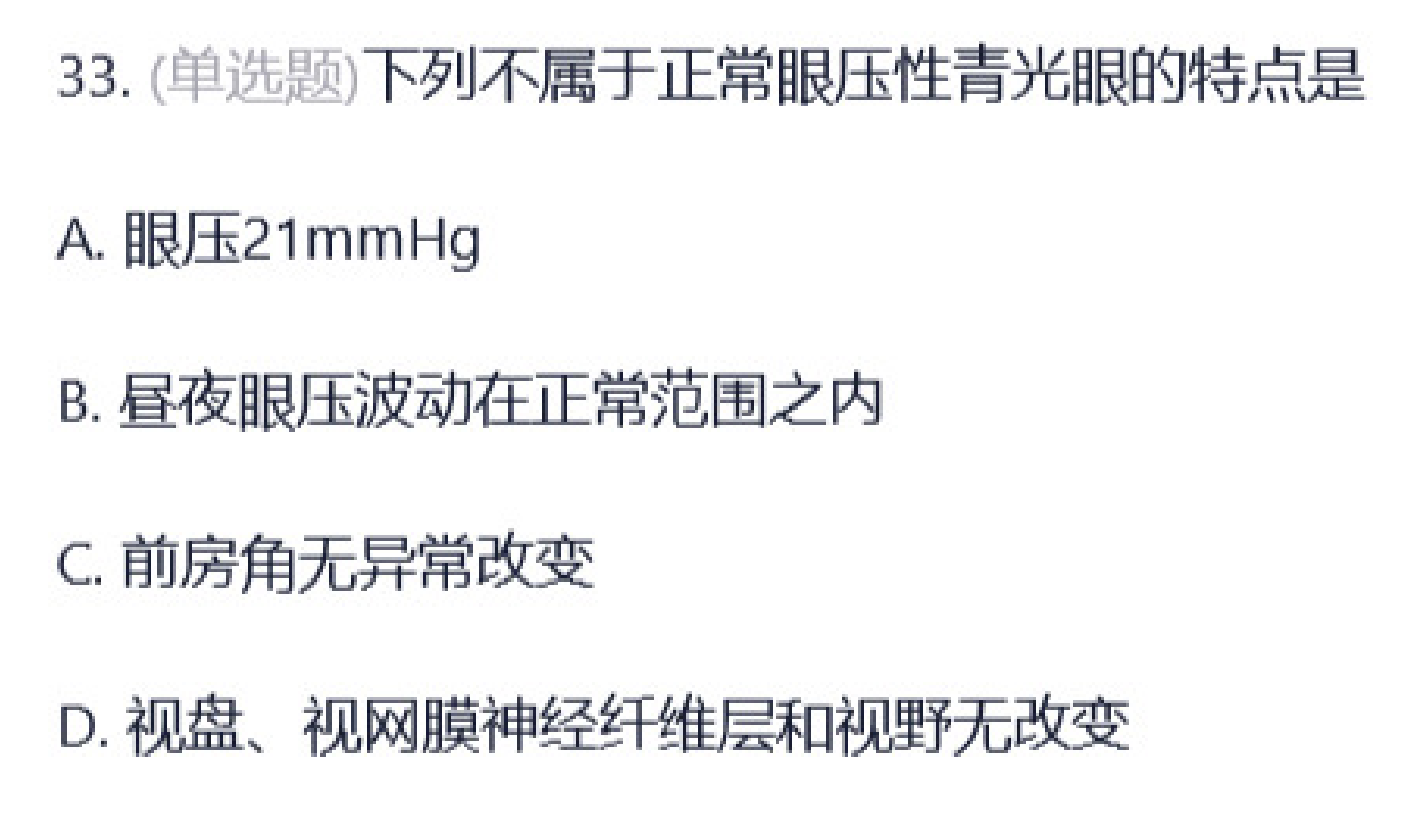 33. (单选题)下列不属于正常眼压性青光眼的特点是
A. 眼压21mmHg
B. 昼夜眼压波动在正常范围之内
C. 前房角无异常改变
D. 视盘、视网膜神经纤维层和视野无改变